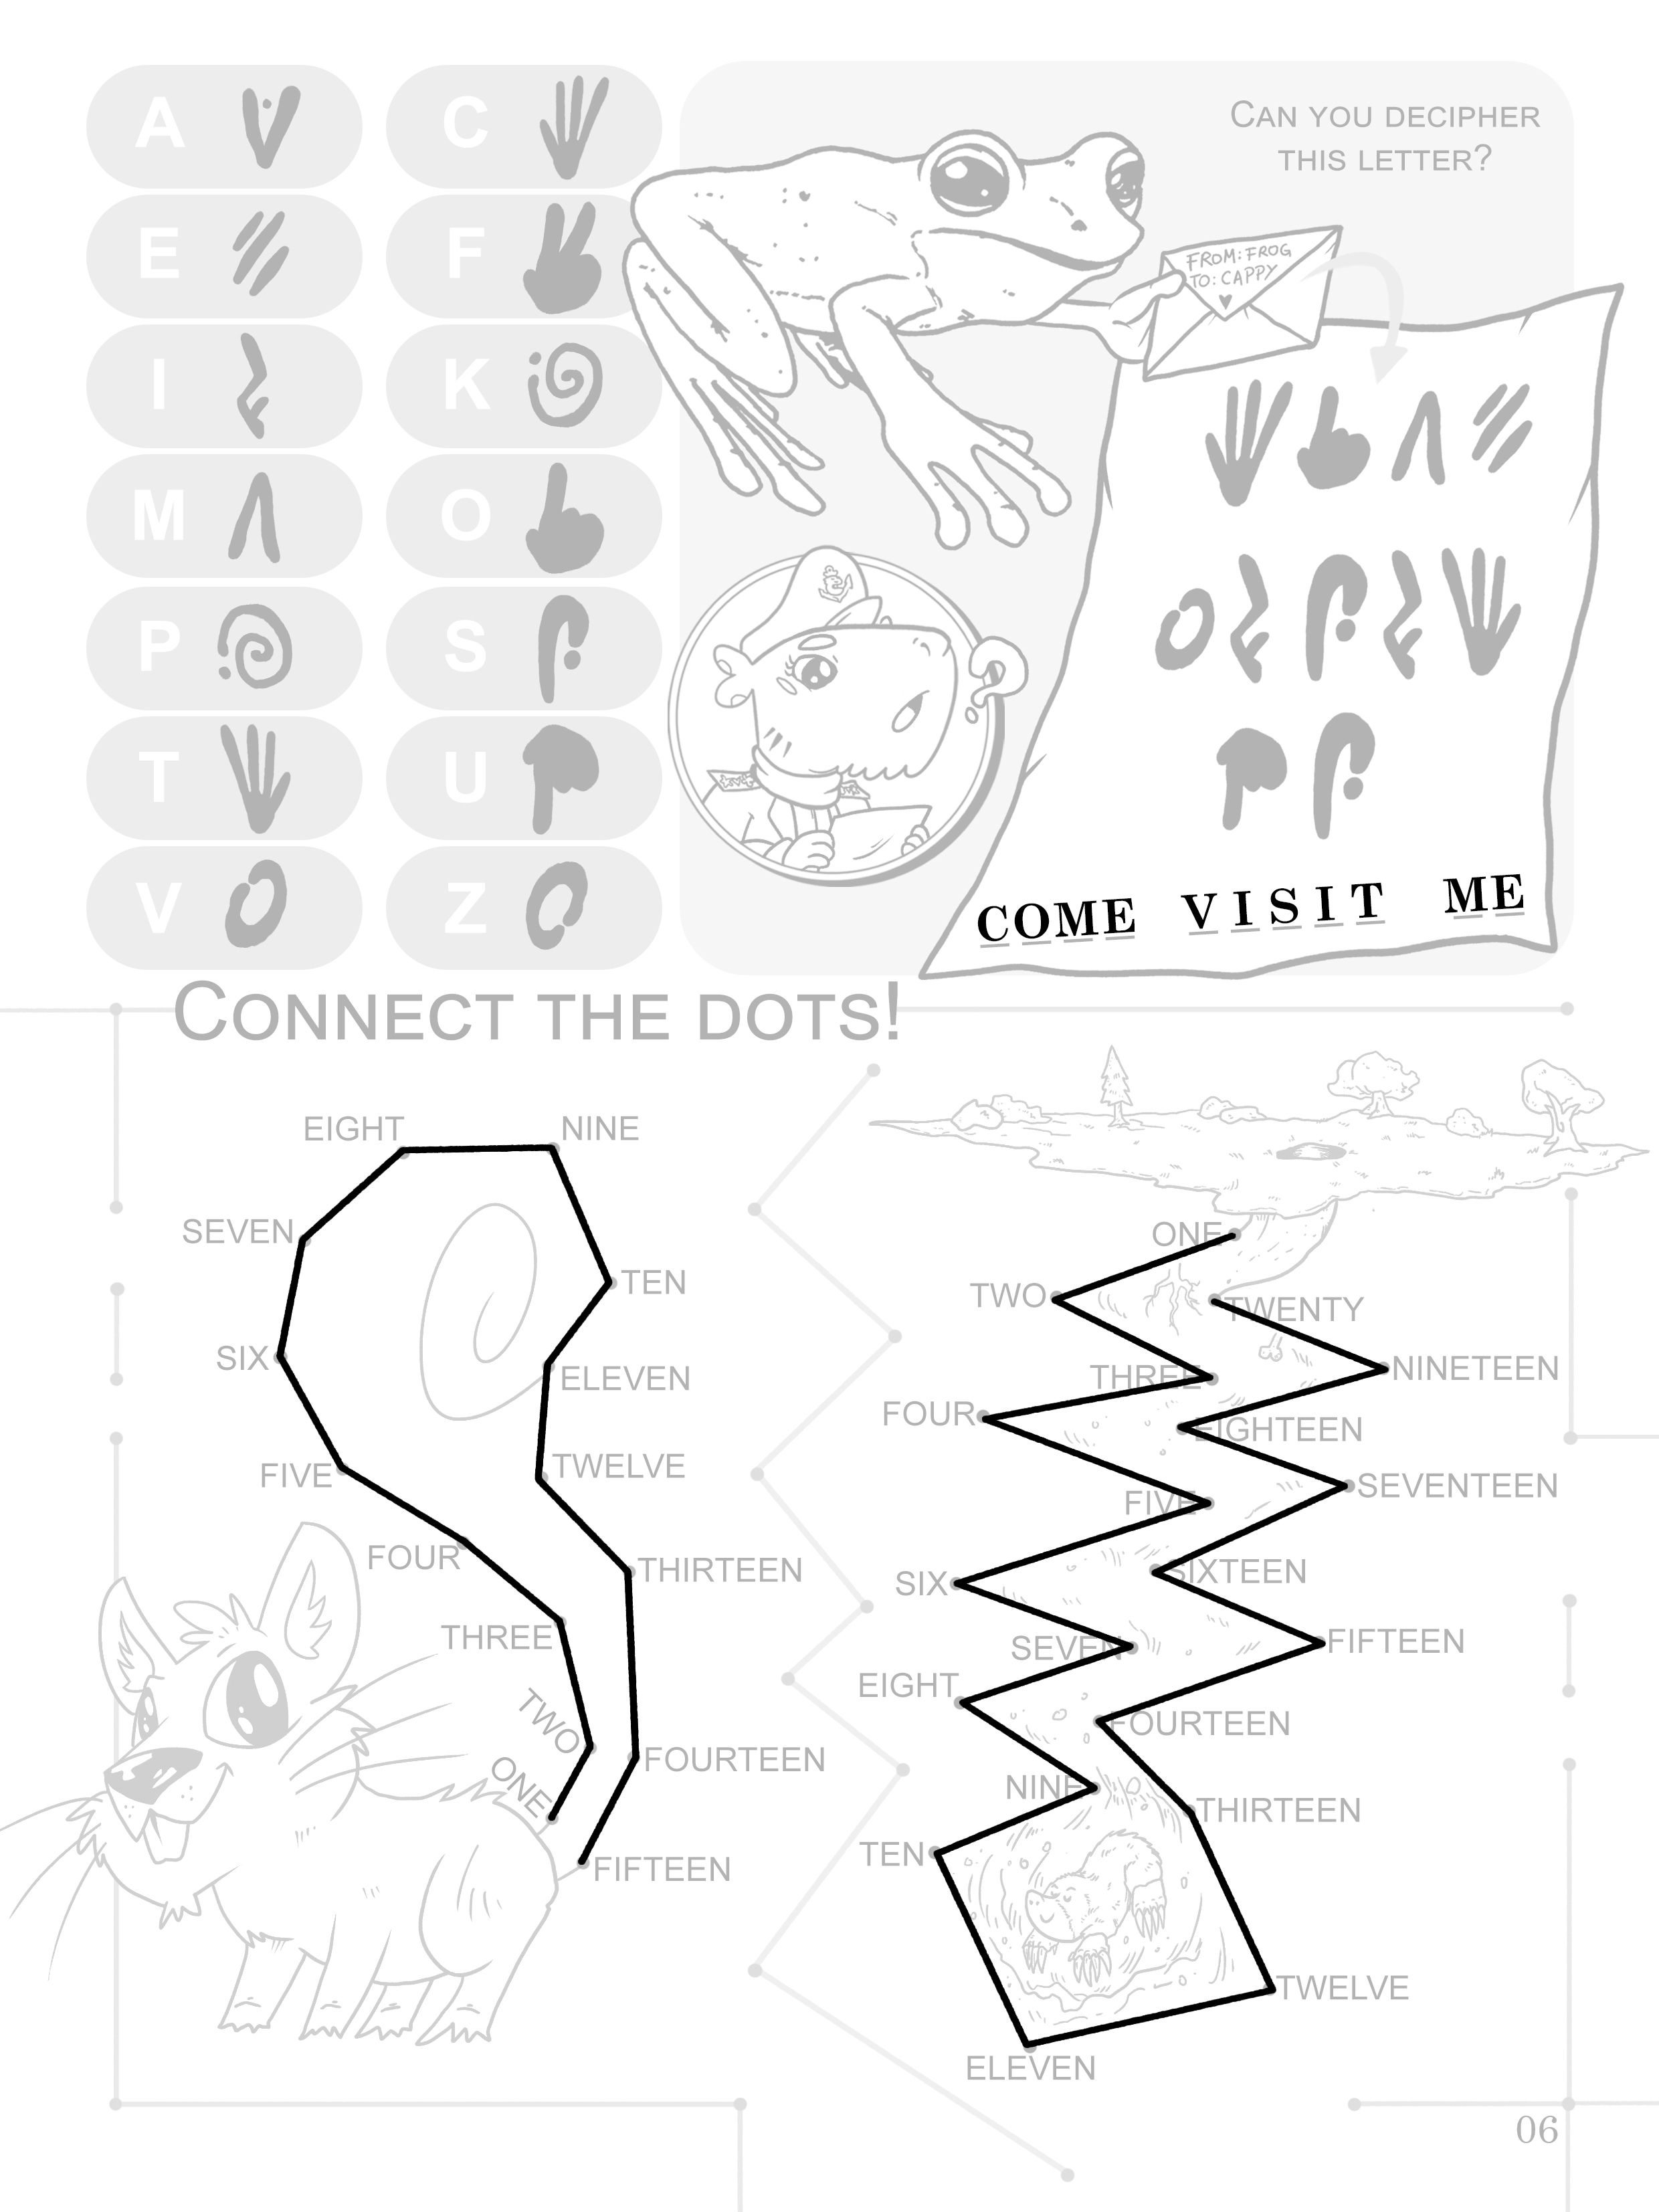 A
C
E
F
I
K
M
O
P
S
T
U
V
Z
CAN YOU DECIPHER
THIS LETTER?
FROM: FROG
TO: CAPPY
COME VISIT ME
CONNECT THE DOTS!
EIGHT
NINE
SEVEN
TEN
SIX
ELEVEN
FIVE
TWELVE
FOUR
THIRTEEN
THREE
TWO
ONE
FOURTEEN
FIFTEEN
ONE
TWO
TWENTY
THREE
NINETEEN
FOUR
EIGHTEEN
FIVE
SEVENTEEN
SIX
SIXTEEN
SEVEN
FIFTEEN
EIGHT
FOURTEEN
NINE
THIRTEEN
TEN
TWELVE
ELEVEN
06